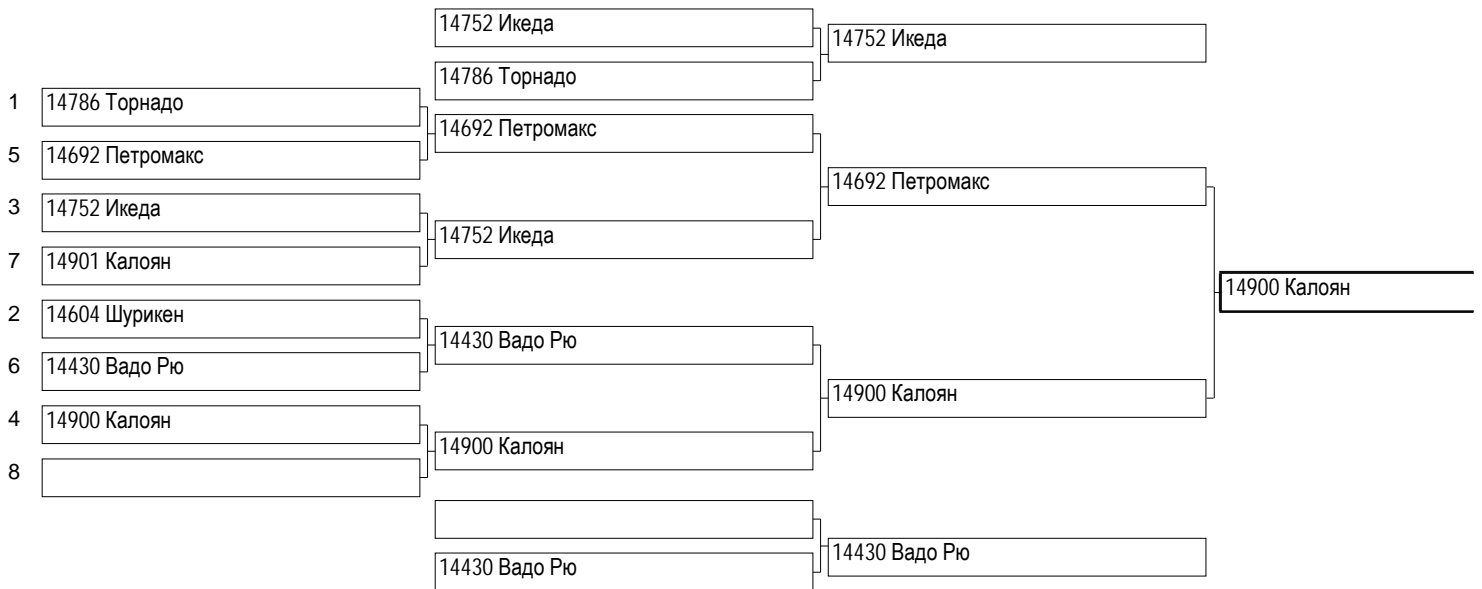 14752 Икеда
14752 Икеда
14786 Торнадо
1 14786 Торнадо
14692 Петромакс
5 14692 Петромакс
14692 Петромакс
3 14752 Икеда
14752 Икеда
7 14901 Калоян
14900 Калоян
2 14604 Шурикен
14430 Вадо Рю
6 14430 Вадо Рю
14900 Калоян
4 14900 Калоян
14900 Калоян
8
14430 Вадо Рю
14430 Вадо Рю